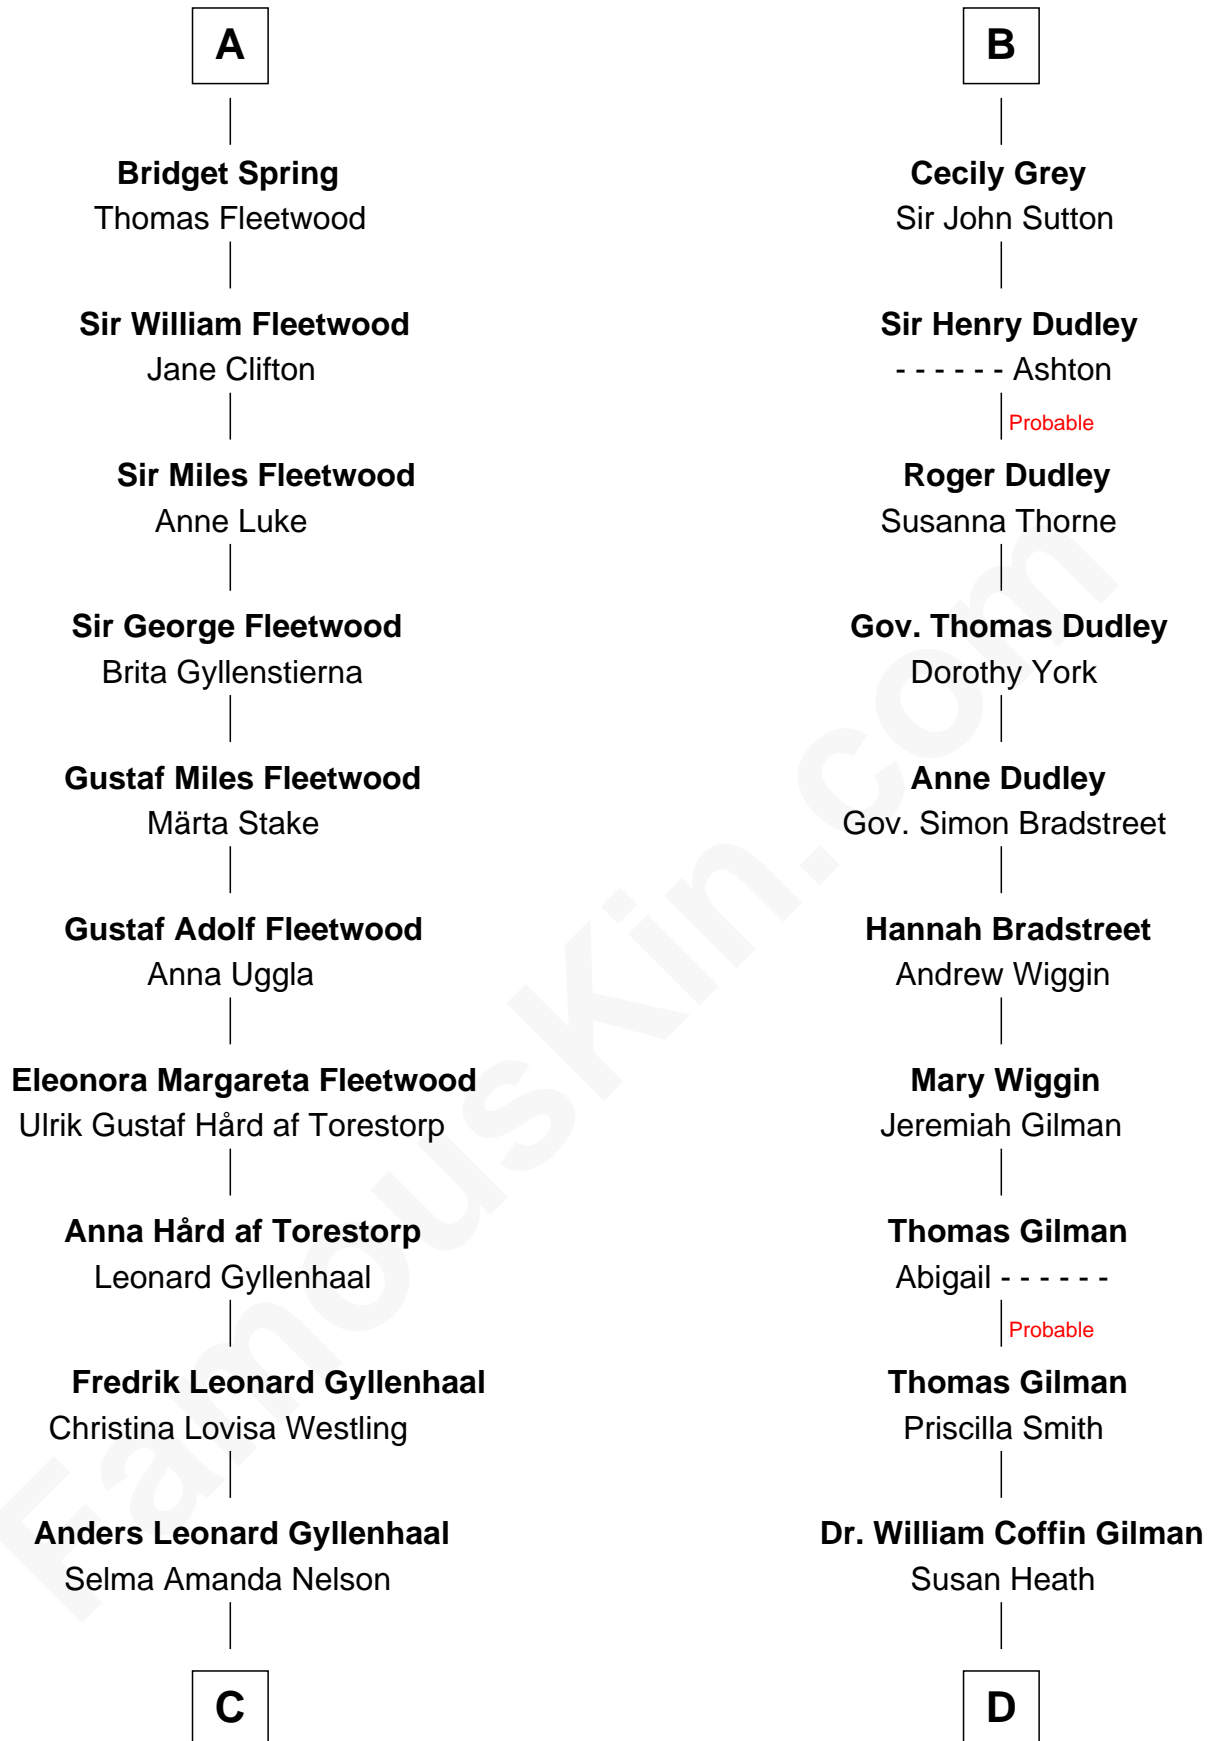 A
Bridget Spring
Thomas Fleetwood
Sir William Fleetwood
Jane Clifton
Sir Miles Fleetwood
Anne Luke
Sir George Fleetwood
Brita Gyllenstierna
Gustaf Miles Fleetwood
Märta Stake
Gustaf Adolf Fleetwood
Anna Uggla
Eleonora Margareta Fleetwood
Ulrik Gustaf Hård af Torestorp
Anna Hård af Torestorp
Leonard Gyllenhaal
Fredrik Leonard Gyllenhaal
Christina Lovisa Westling
Anders Leonard Gyllenhaal
Selma Amanda Nelson
C
B
Cecily Grey
Sir John Sutton
Sir Henry Dudley
- - - - - - Ashton
Probable
Roger Dudley
Susanna Thorne
Gov. Thomas Dudley
Dorothy York
Anne Dudley
Gov. Simon Bradstreet
Hannah Bradstreet
Andrew Wiggin
Mary Wiggin
Jeremiah Gilman
Thomas Gilman
Abigail - - - - - -
Probable
Thomas Gilman
Priscilla Smith
Dr. William Coffin Gilman
Susan Heath
D
FamousKin.com